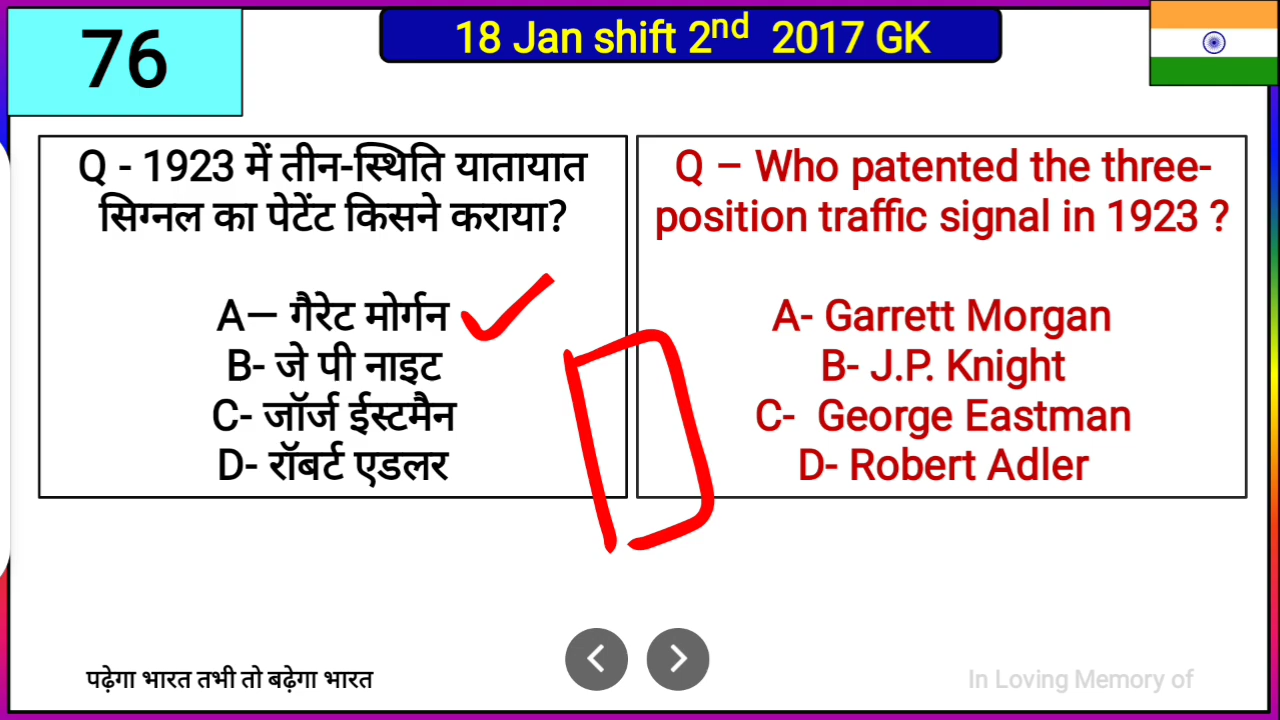 76
18 Jan shift 2nd 2017 GK
Q - 1923 में तीन-स्थिति यातायात
सिग्नल का पेटेंट किसने कराया?
A– गैरेट मोर्गन
B- जे पी नाइट
C- जॉर्ज ईस्टमैन
D- रॉबर्ट एडलर
Q – Who patented the three-
position traffic signal in 1923 ?
A- Garrett Morgan
B- J.P. Knight
C- George Eastman
D- Robert Adler
पढ़ेगा भारत तभी तो बढ़ेगा भारत
In Loving Memory of